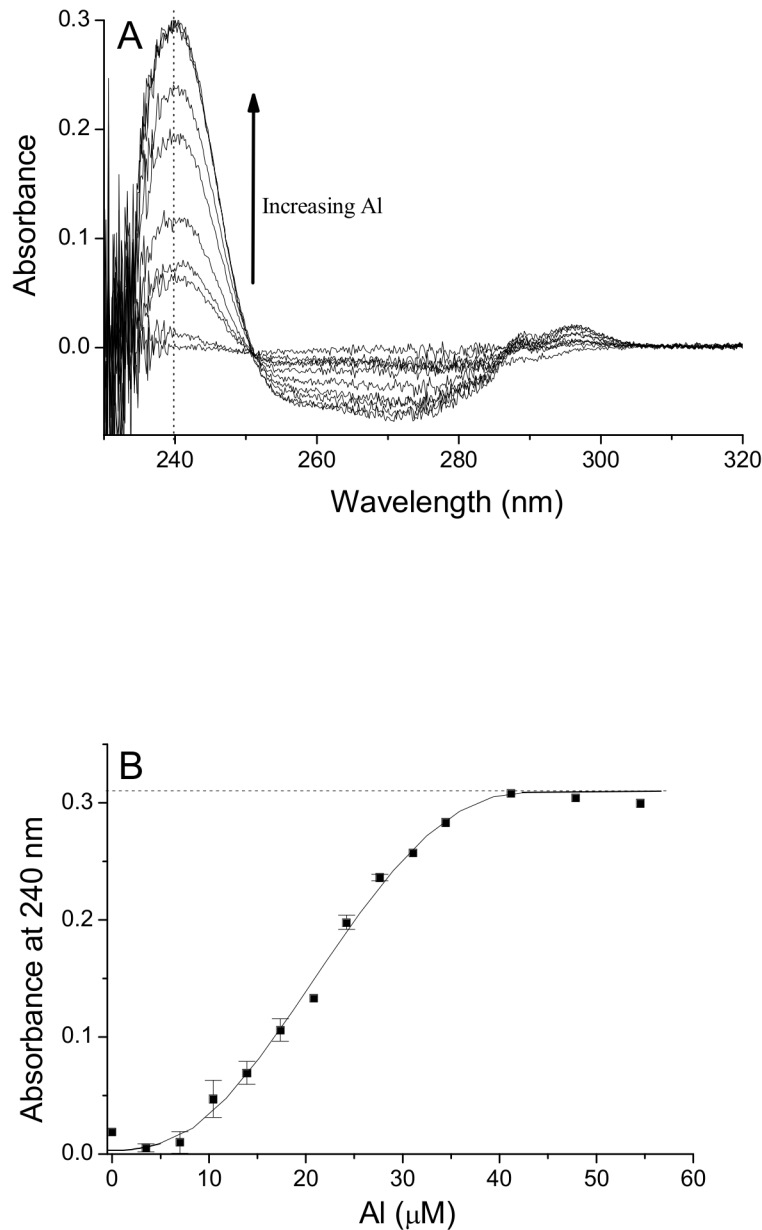 A
0.3
0.2
0.1
0.0
Absorbance
Increasing Al
240 260 280 300 320
Wavelength (nm)
B
0.3
0.2
0.1
0.0
Absorbance at 240 nm
0 10 20 30 40 50 60
Al (μM)